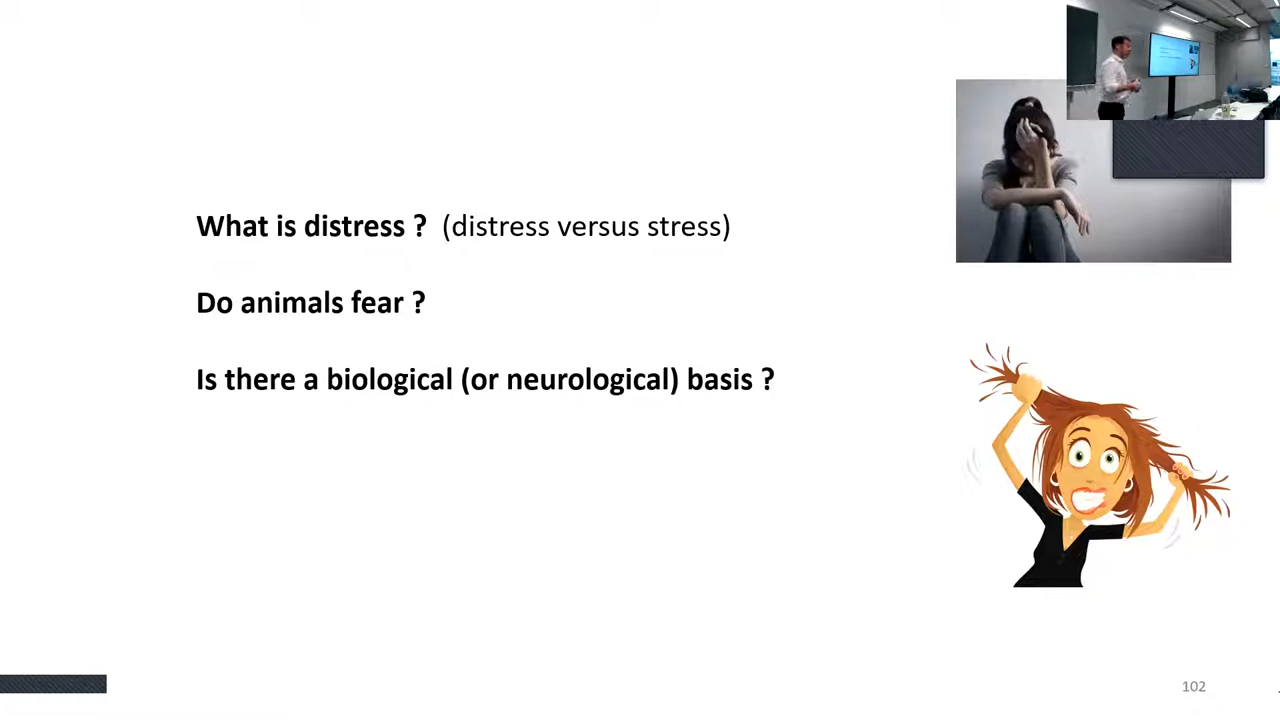 What is distress ? (distress versus stress)
Do animals fear ?
Is there a biological (or neurological) basis ?
102